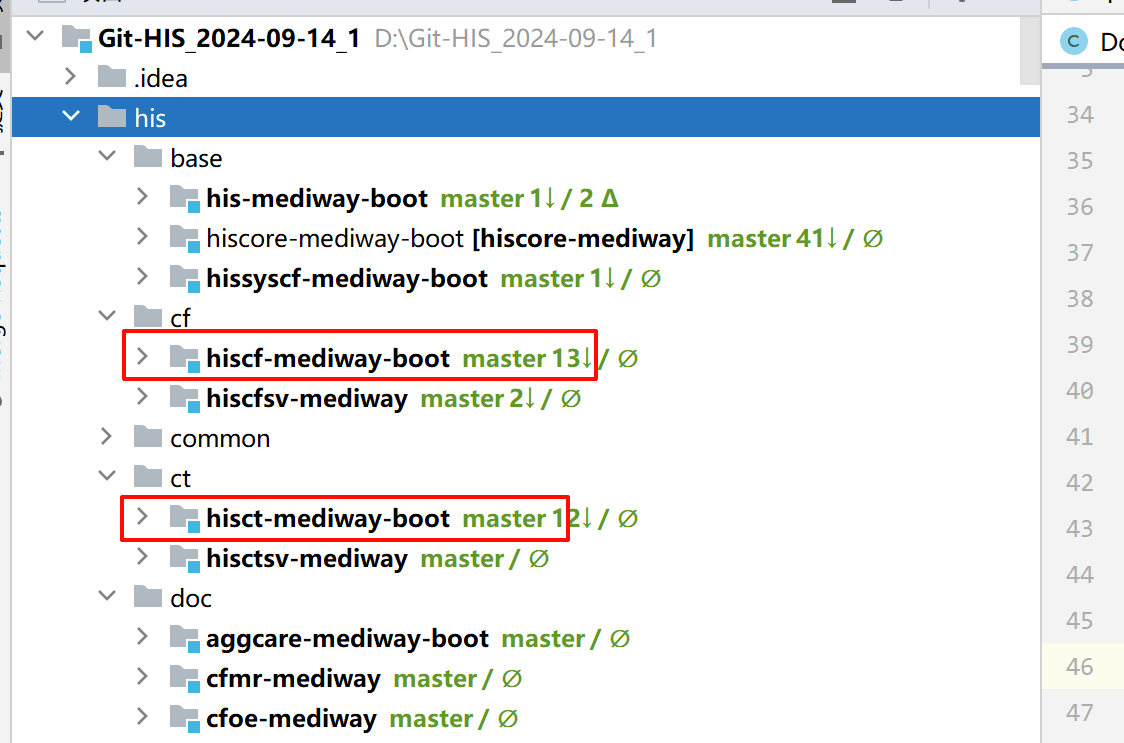 Git-HIS_2024-09-14_1 D:\Git-HIS_2024-09-14_1
.idea
his
base
his-mediway-boot master 1↓ / 2 Δ
hiscore-mediway-boot [hiscore-mediway] master 41↓ / ∅
hissyscf-mediway-boot master 1↓ / ∅
cf
hiscf-mediway-boot master 13↓ / ∅
hiscfsv-mediway master 2↓ / ∅
common
ct
hisct-mediway-boot master 12↓ / ∅
hisctsv-mediway master / ∅
doc
aggcare-mediway-boot master / ∅
cfmr-mediway master / ∅
cfoe-mediway master / ∅
C
34
35
36
37
38
39
40
41
42
43
44
45
46
47